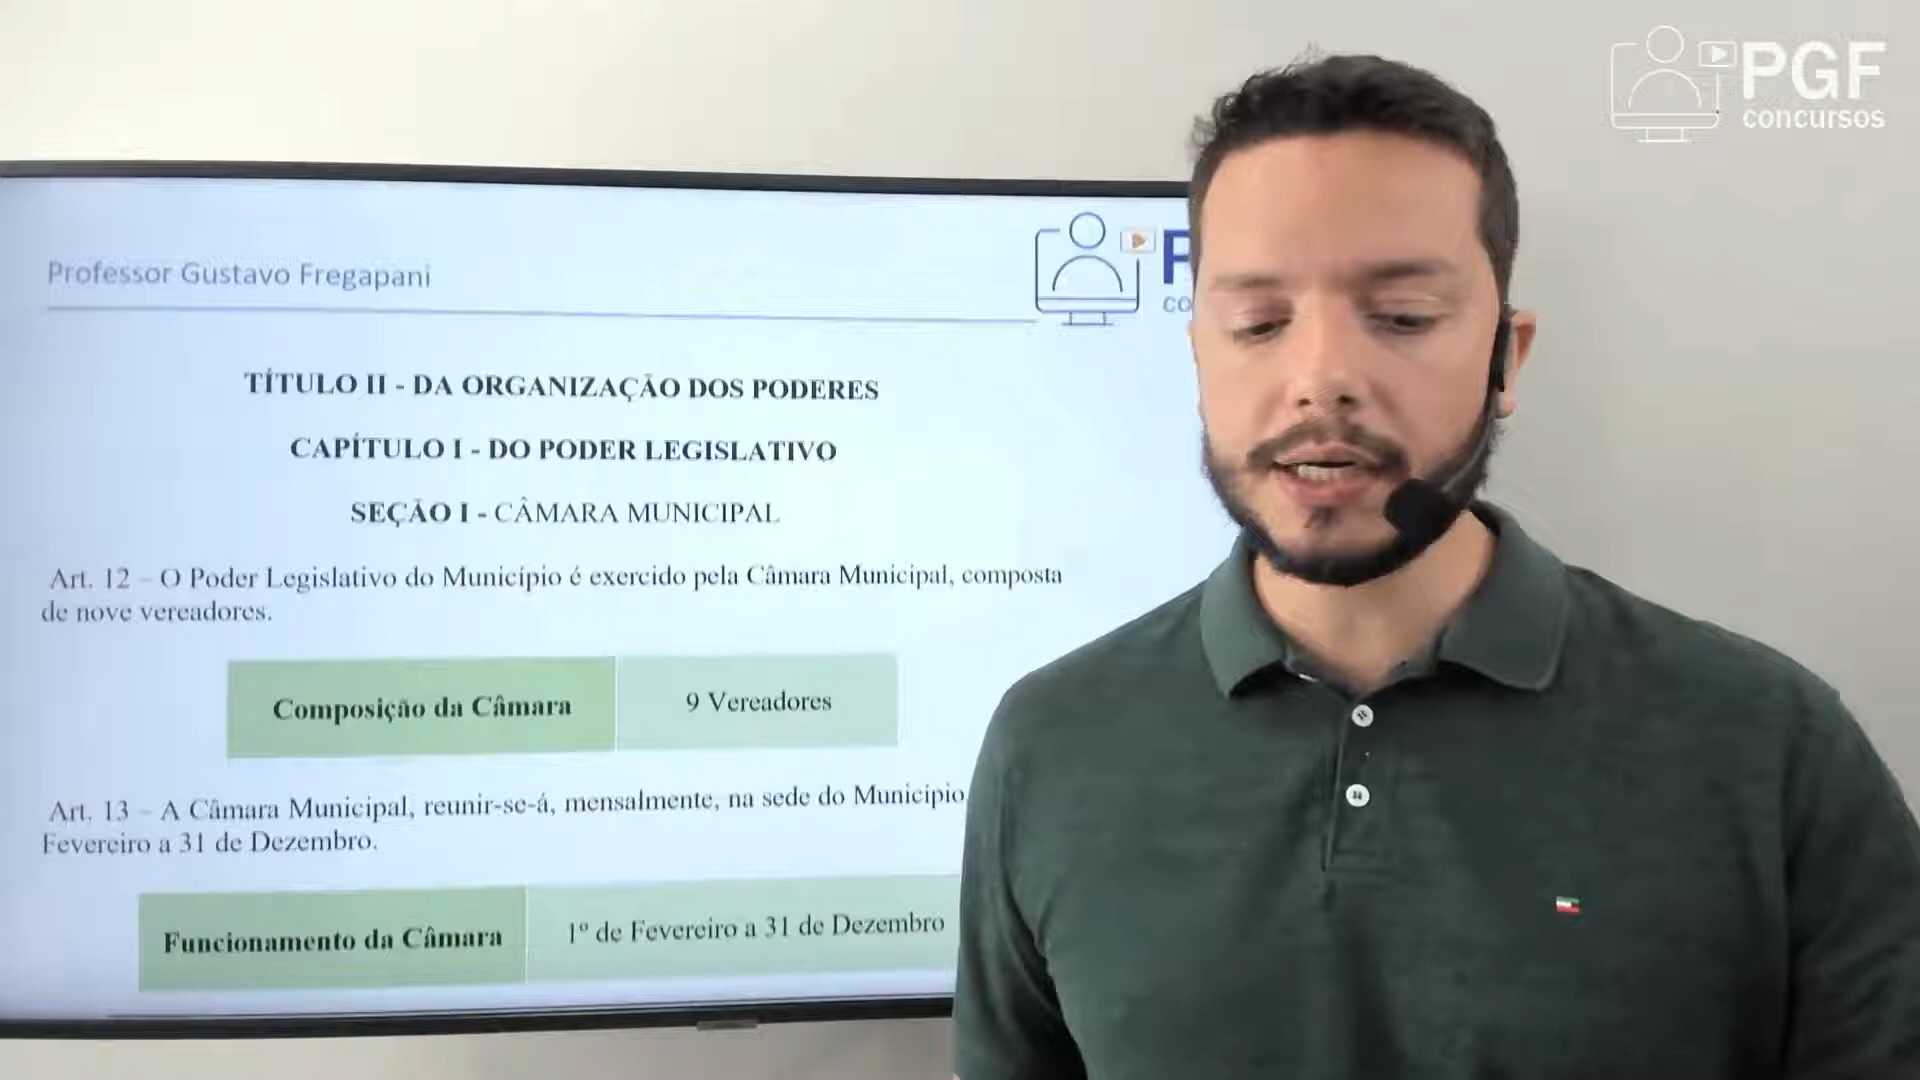 PGF
concursos
Professor Gustavo Fregapani
TÍTULO II - DA ORGANIZAÇÃO DOS PODERES
CAPÍTULO I - DO PODER LEGISLATIVO
SEÇÃO I - CÂMARA MUNICIPAL
Art. 12 – O Poder Legislativo do Município é exercido pela Câmara Municipal, composta
de nove vereadores.
Composição da Câmara
9 Vereadores
Art. 13 – A Câmara Municipal, reunir-se-á, mensalmente, na sede do Município
Fevereiro a 31 de Dezembro.
Funcionamento da Câmara
1º de Fevereiro a 31 de Dezembro